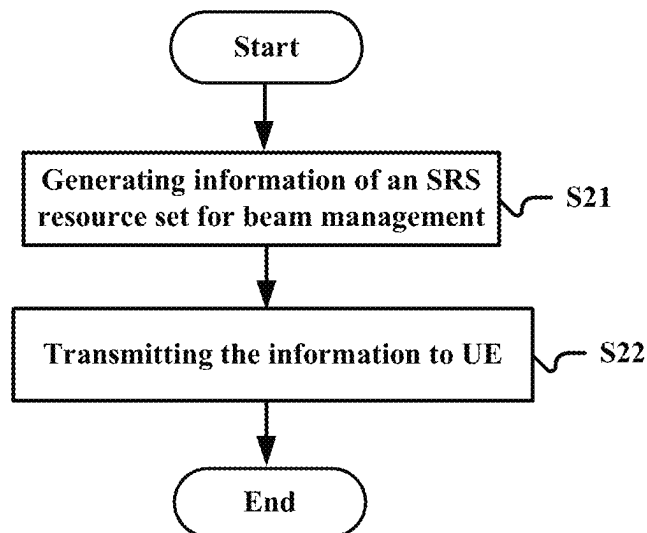 Start
Generating information of an SRS
resource set for beam management
S21
Transmitting the information to UE
S22
End